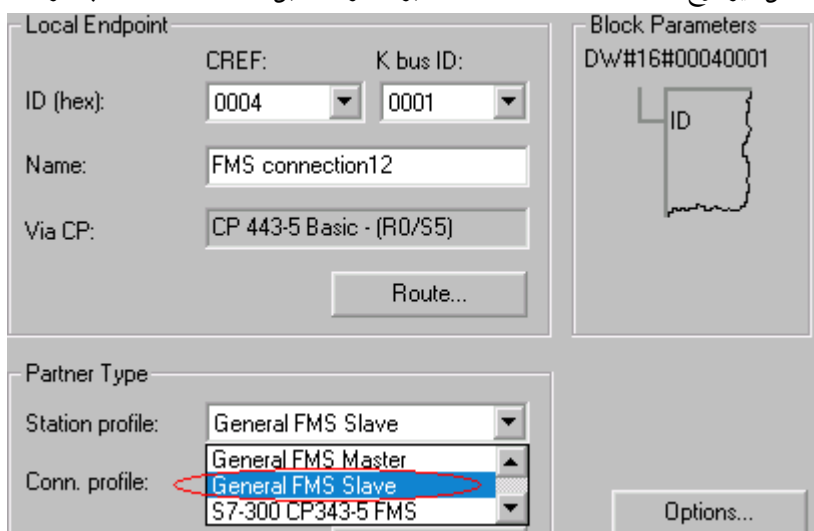 Local Endpoint
Block Parameters
CREF: K bus ID:
DW#16#00040001
ID (hex): 0004 0001
ID
Name: FMS connection12
Via CP: CP 443-5 Basic - (R0/S5)
Route...
Partner Type
Station profile: General FMS Slave
General FMS Master
Conn. profile: General FMS Slave
S7-300 CP343-5 FMS
Options...